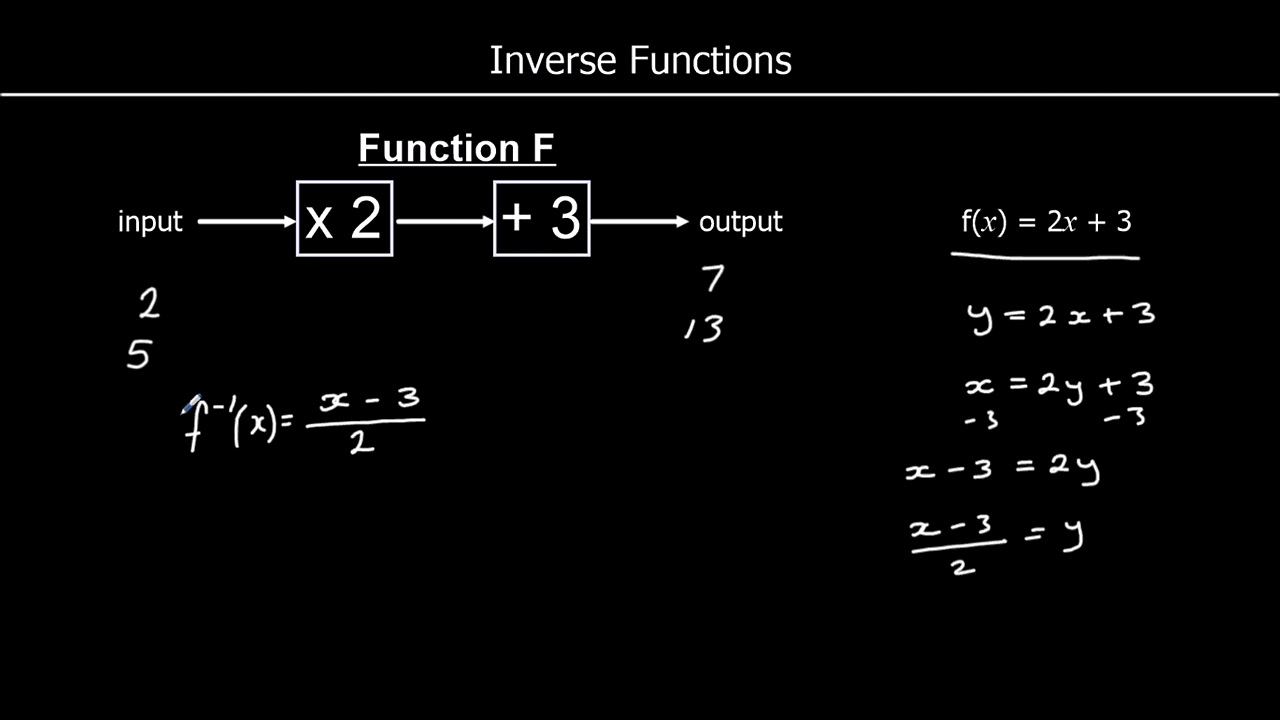 Inverse Functions
Function F
input x 2 + 3 output
f(x) = 2x + 3
2 7
5 13
y = 2x + 3
x = 2y + 3
-3 -3
x - 3 = 2y
x - 3
2
= y
f⁻¹(x) = 
x - 3
2